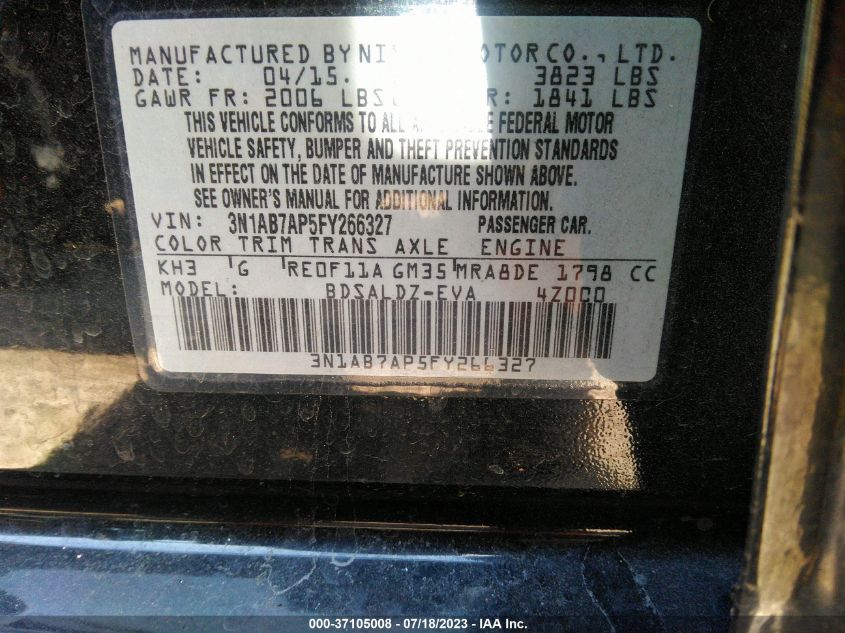 MANUFACTURED BY NI MOTOR CO., LTD.
DATE: 04/15. 3823 LBS
GAWR FR: 2006 LBS R: 1841 LBS
THIS VEHICLE CONFORMS TO ALL FEDERAL MOTOR
VEHICLE SAFETY, BUMPER AND THEFT PREVENTION STANDARDS
IN EFFECT ON THE DATE OF MANUFACTURE SHOWN ABOVE.
SEE OWNER'S MANUAL FOR ADDITIONAL INFORMATION.
VIN: 3N1AB7AP5FY266327 PASSENGER CAR.
COLOR TRIM TRANS AXLE ENGINE
KH3 G RE0F11A GM35 MRA8DE 1798 CC
MODEL: BDSALDZ-EVA 4Z0C0
3N1AB7AP5FY266327
000-37105008 - 07/18/2023 - IAA Inc.